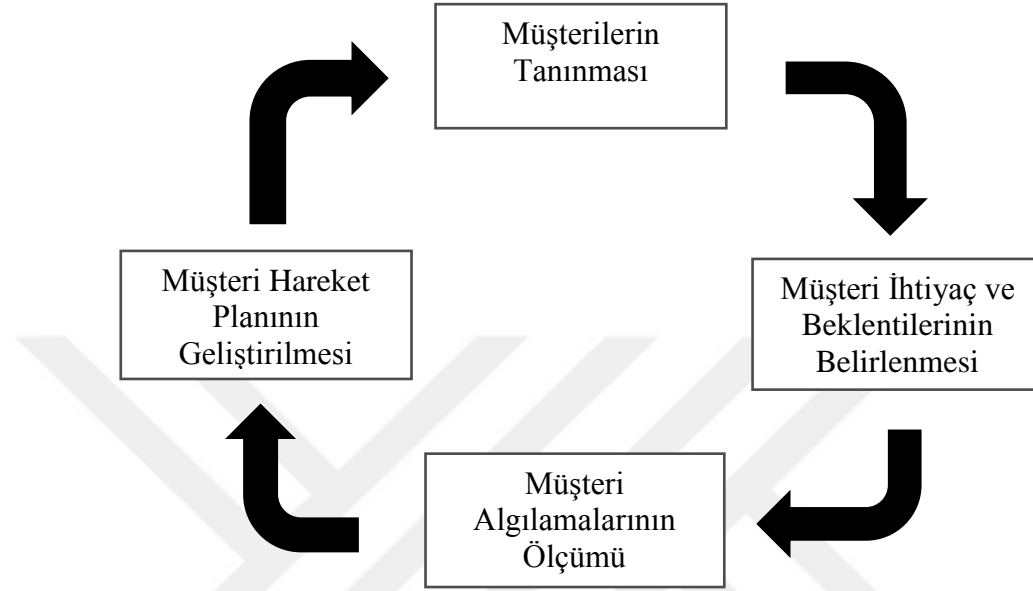 Müşterilerin
Tanınması
Müşteri Hareket
Planının
Geliştirilmesi
Müşteri İhtiyaç ve
Beklentilerinin
Belirlenmesi
Müşteri
Algılamalarının
Ölçümü